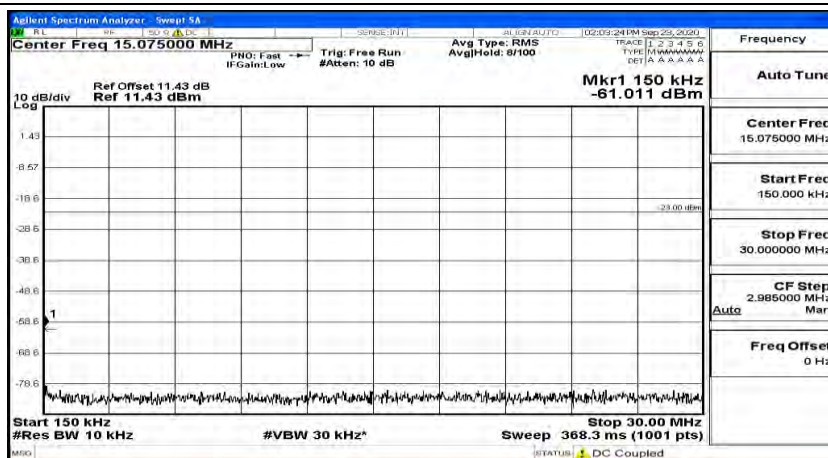 Agilent Spectrum Analyzer - Swept SA
RL RF 50 Ω DC SENSE:INT ALIGN AUTO 02:03:24 PM Sep 23, 2020
Center Freq 15.075000 MHz
PNO: Fast
IFGain:Low
Trig: Free Run
#Atten: 10 dB
Avg Type: RMS
Avg|Hold: 8/100
TRACE 1 2 3 4 5 6
TYPE M
DET A A A A A A
Ref Offset 11.43 dB
10 dB/div Ref 11.43 dBm
Log
Mkr1 150 kHz
-61.011 dBm
1.43
-8.57
-18.6
-23.00 dBm
-28.6
-38.6
-48.6
1
-58.6
-68.6
-78.6
Start 150 kHz
#Res BW 10 kHz
#VBW 30 kHz*
Stop 30.00 MHz
Sweep 368.3 ms (1001 pts)
MSG
STATUS DC Coupled
Frequency
Auto Tune
Center Freq
15.075000 MHz
Start Freq
150.000 kHz
Stop Freq
30.000000 MHz
CF Step
2.985000 MHz
Auto Man
Freq Offset
0 Hz